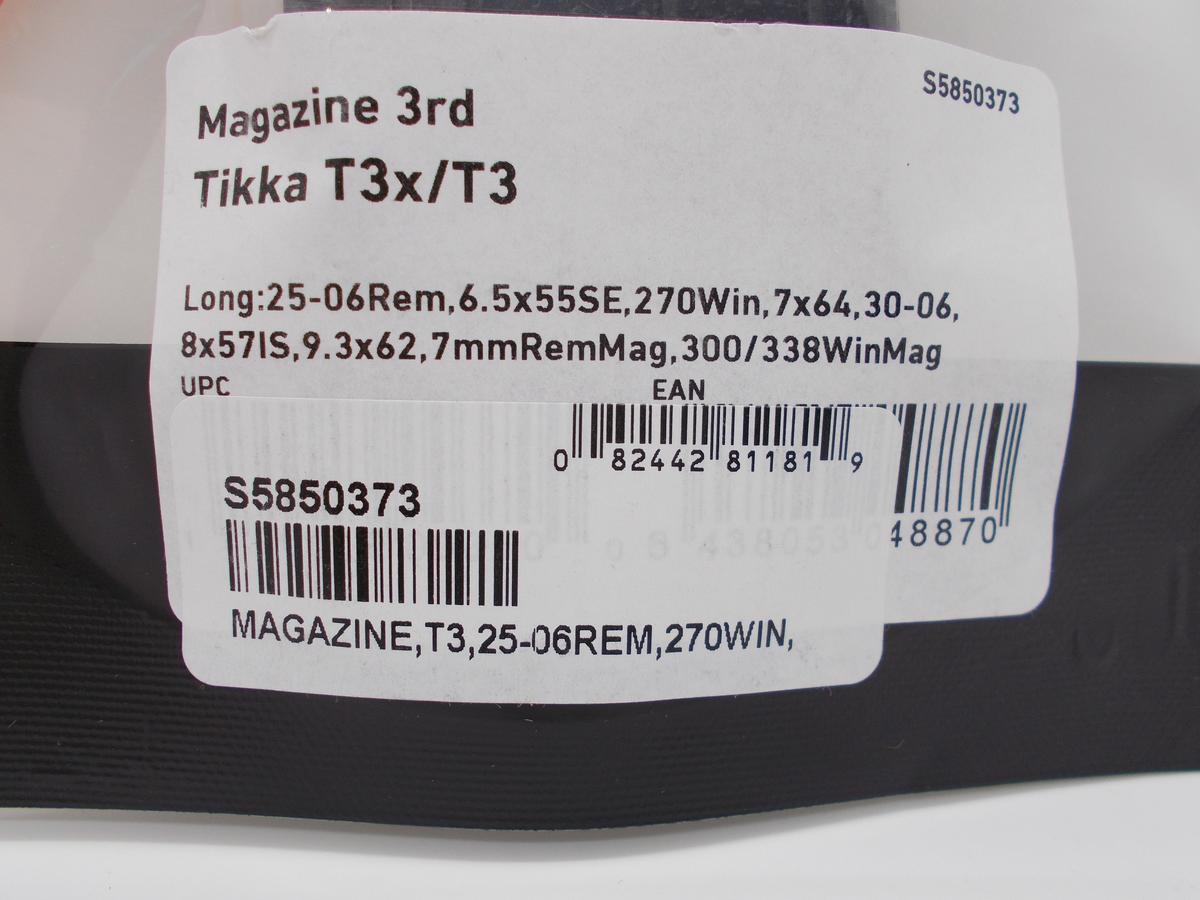 S5850373
Magazine 3rd
Tikka T3x/T3
Long:25-06Rem,6.5x55SE,270Win,7x64,30-06,
8x57IS,9.3x62,7mmRemMag,300/338WinMag
UPC EAN
0 82442 81181 9
S5850373
48870
MAGAZINE,T3,25-06REM,270WIN,